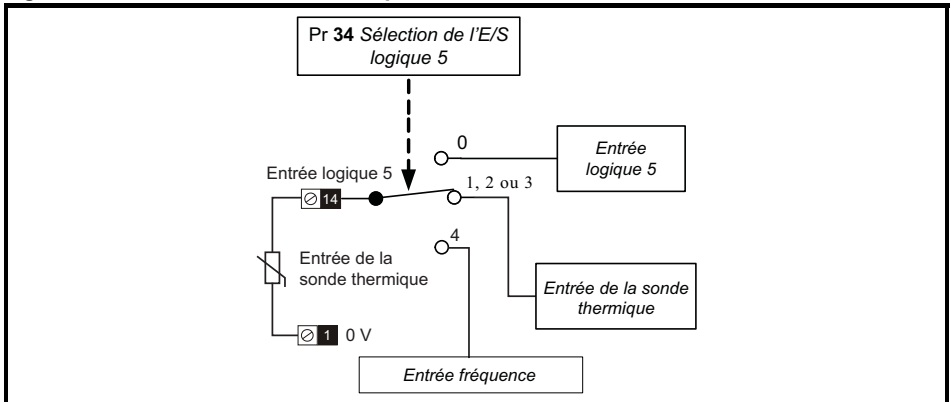 Pr 34 Sélection de l'E/S
logique 5
0
Entrée
logique 5
Entrée logique 5
1, 2 ou 3
14
4
Entrée de la
sonde thermique
Entrée de la sonde
thermique
1 0 V
Entrée fréquence